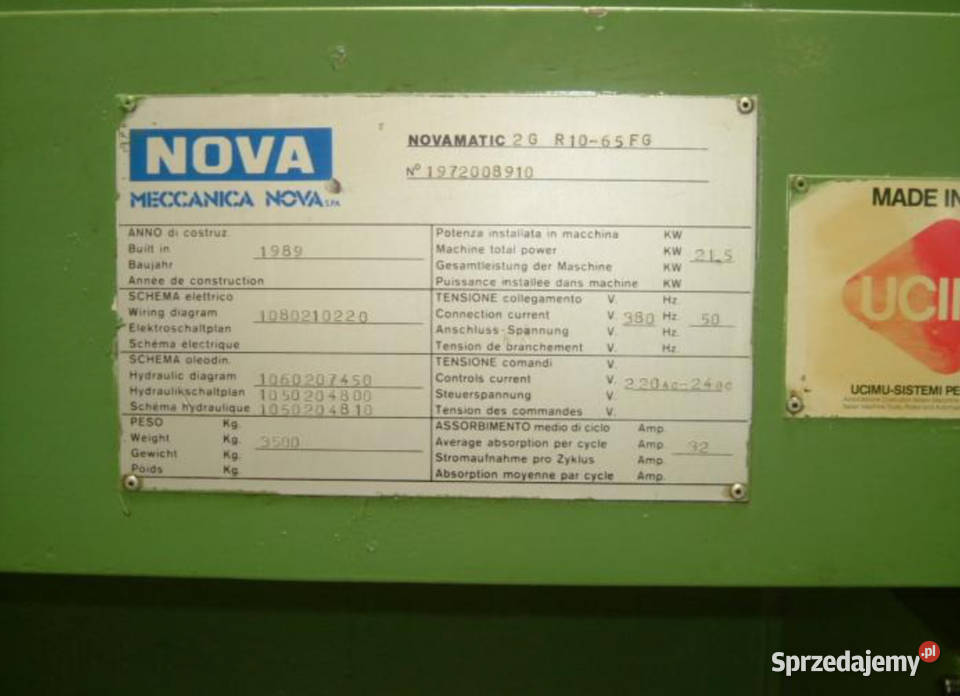 NOVA
MECCANICA NOVA S.P.A.
NOVAMATIC 2G R10-65FG
Nº 1972008910
ANNO di costruz.
Built in 1989
Baujahr
Année de construction
SCHEMA elettrico
Wiring diagram 1080210220
Elektroschaltplan
Schéma électrique
SCHEMA oleodin.
Hydraulic diagram 1060207450
Hydraulikschaltplan 1050204800
Schéma hydraulique 1050204810
PESO Kg.
Weight Kg. 3500
Gewicht Kg.
Poids Kg.
Potenza installata in macchina KW
Machine total power KW 21.5
Gesamtleistung der Maschine KW
Puissance installee dans machine KW
TENSIONE collegamento V. Hz.
Connection current V. 380 Hz. 50
Anschluss-Spannung V. Hz.
Tension de branchement V. Hz.
TENSIONE comandi V.
Controls current V. 220AC-24DC
Steuerspannung V.
Tension des commandes V.
ASSORBIMENTO medio di ciclo Amp.
Average absorption per cycle Amp. 32
Stromaufnahme pro Zyklus Amp.
Absorption moyenne par cycle Amp.
MADE IN
UCIM
UCIMU-SISTEMI PE
Sprzedajemy.pl